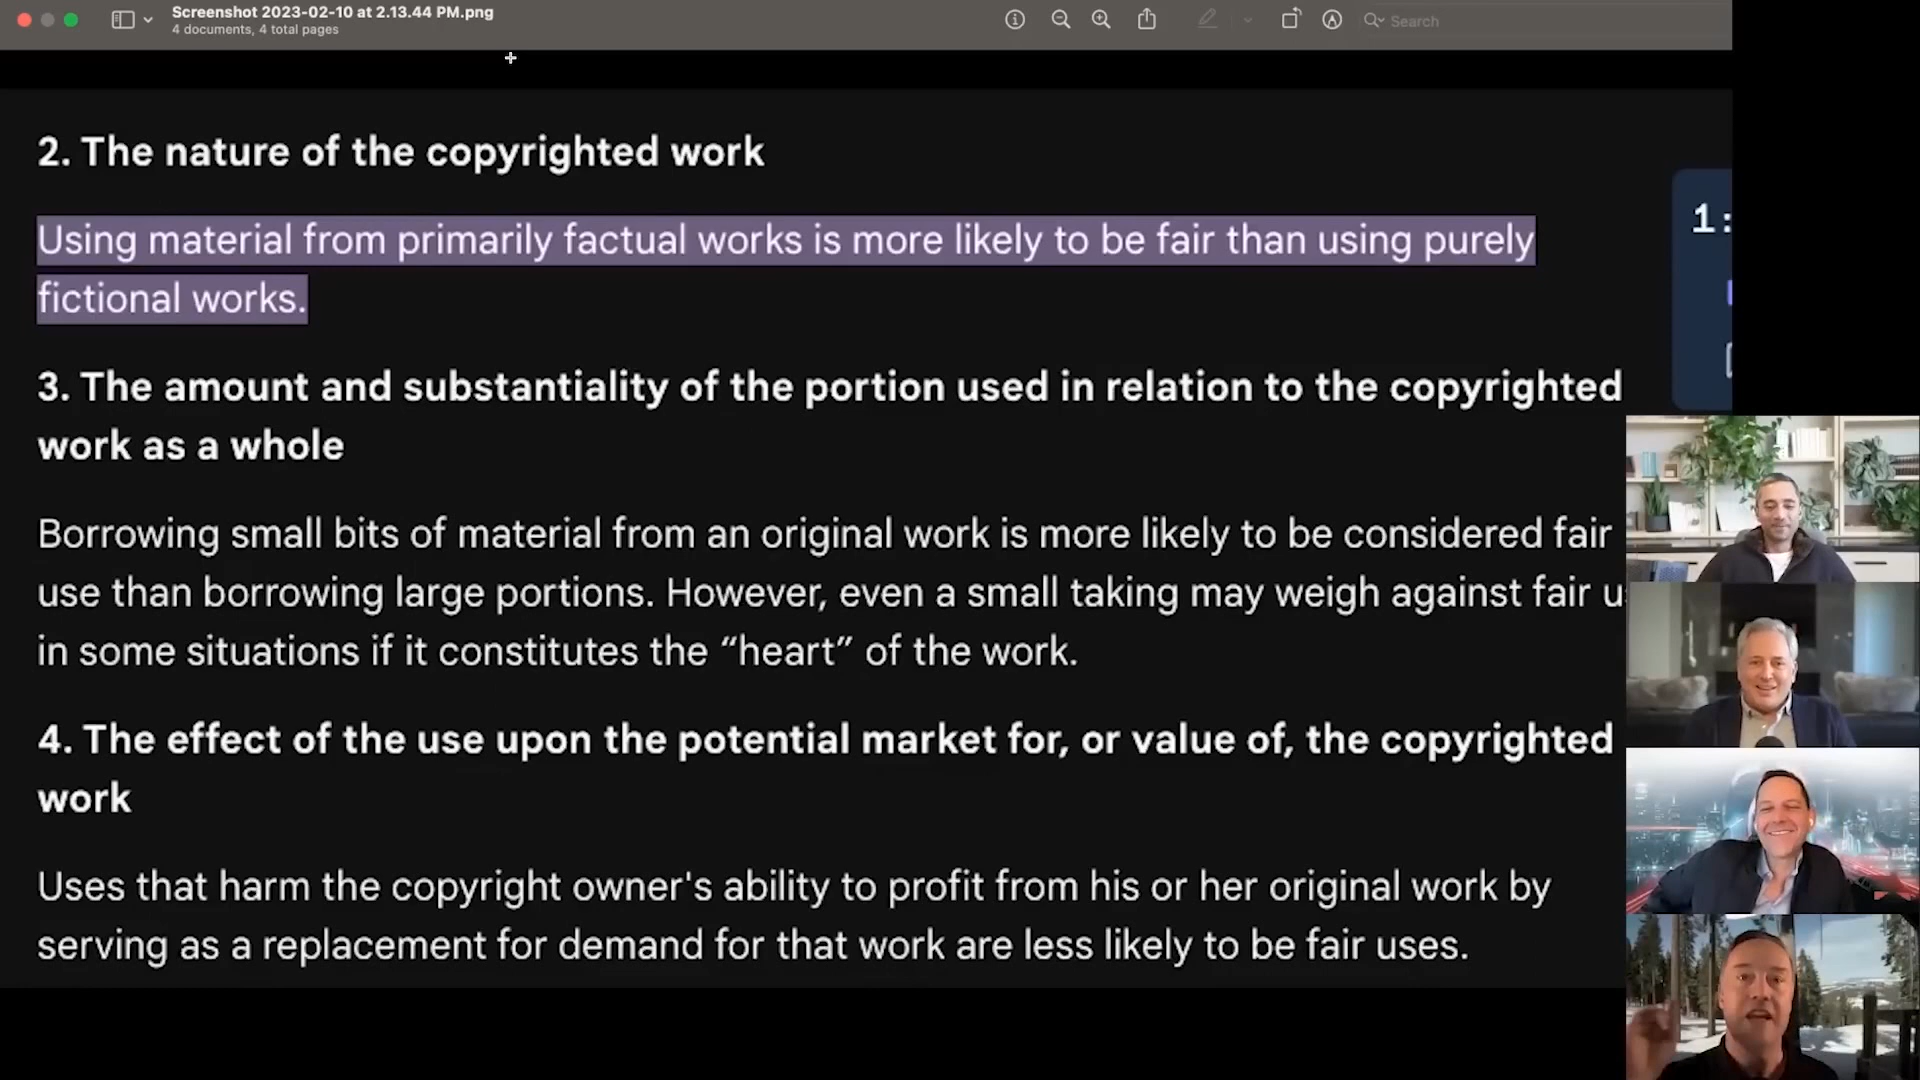 Screenshot 2023-02-10 at 2.13.44 PM.png
4 documents, 4 total pages
Search
2. The nature of the copyrighted work
1:
Using material from primarily factual works is more likely to be fair than using purely
fictional works.
3. The amount and substantiality of the portion used in relation to the copyrighted
work as a whole
Borrowing small bits of material from an original work is more likely to be considered fair
use than borrowing large portions. However, even a small taking may weigh against fair
in some situations if it constitutes the “heart” of the work.
4. The effect of the use upon the potential market for, or value of, the copyrighted
work
Uses that harm the copyright owner's ability to profit from his or her original work by
serving as a replacement for demand for that work are less likely to be fair uses.